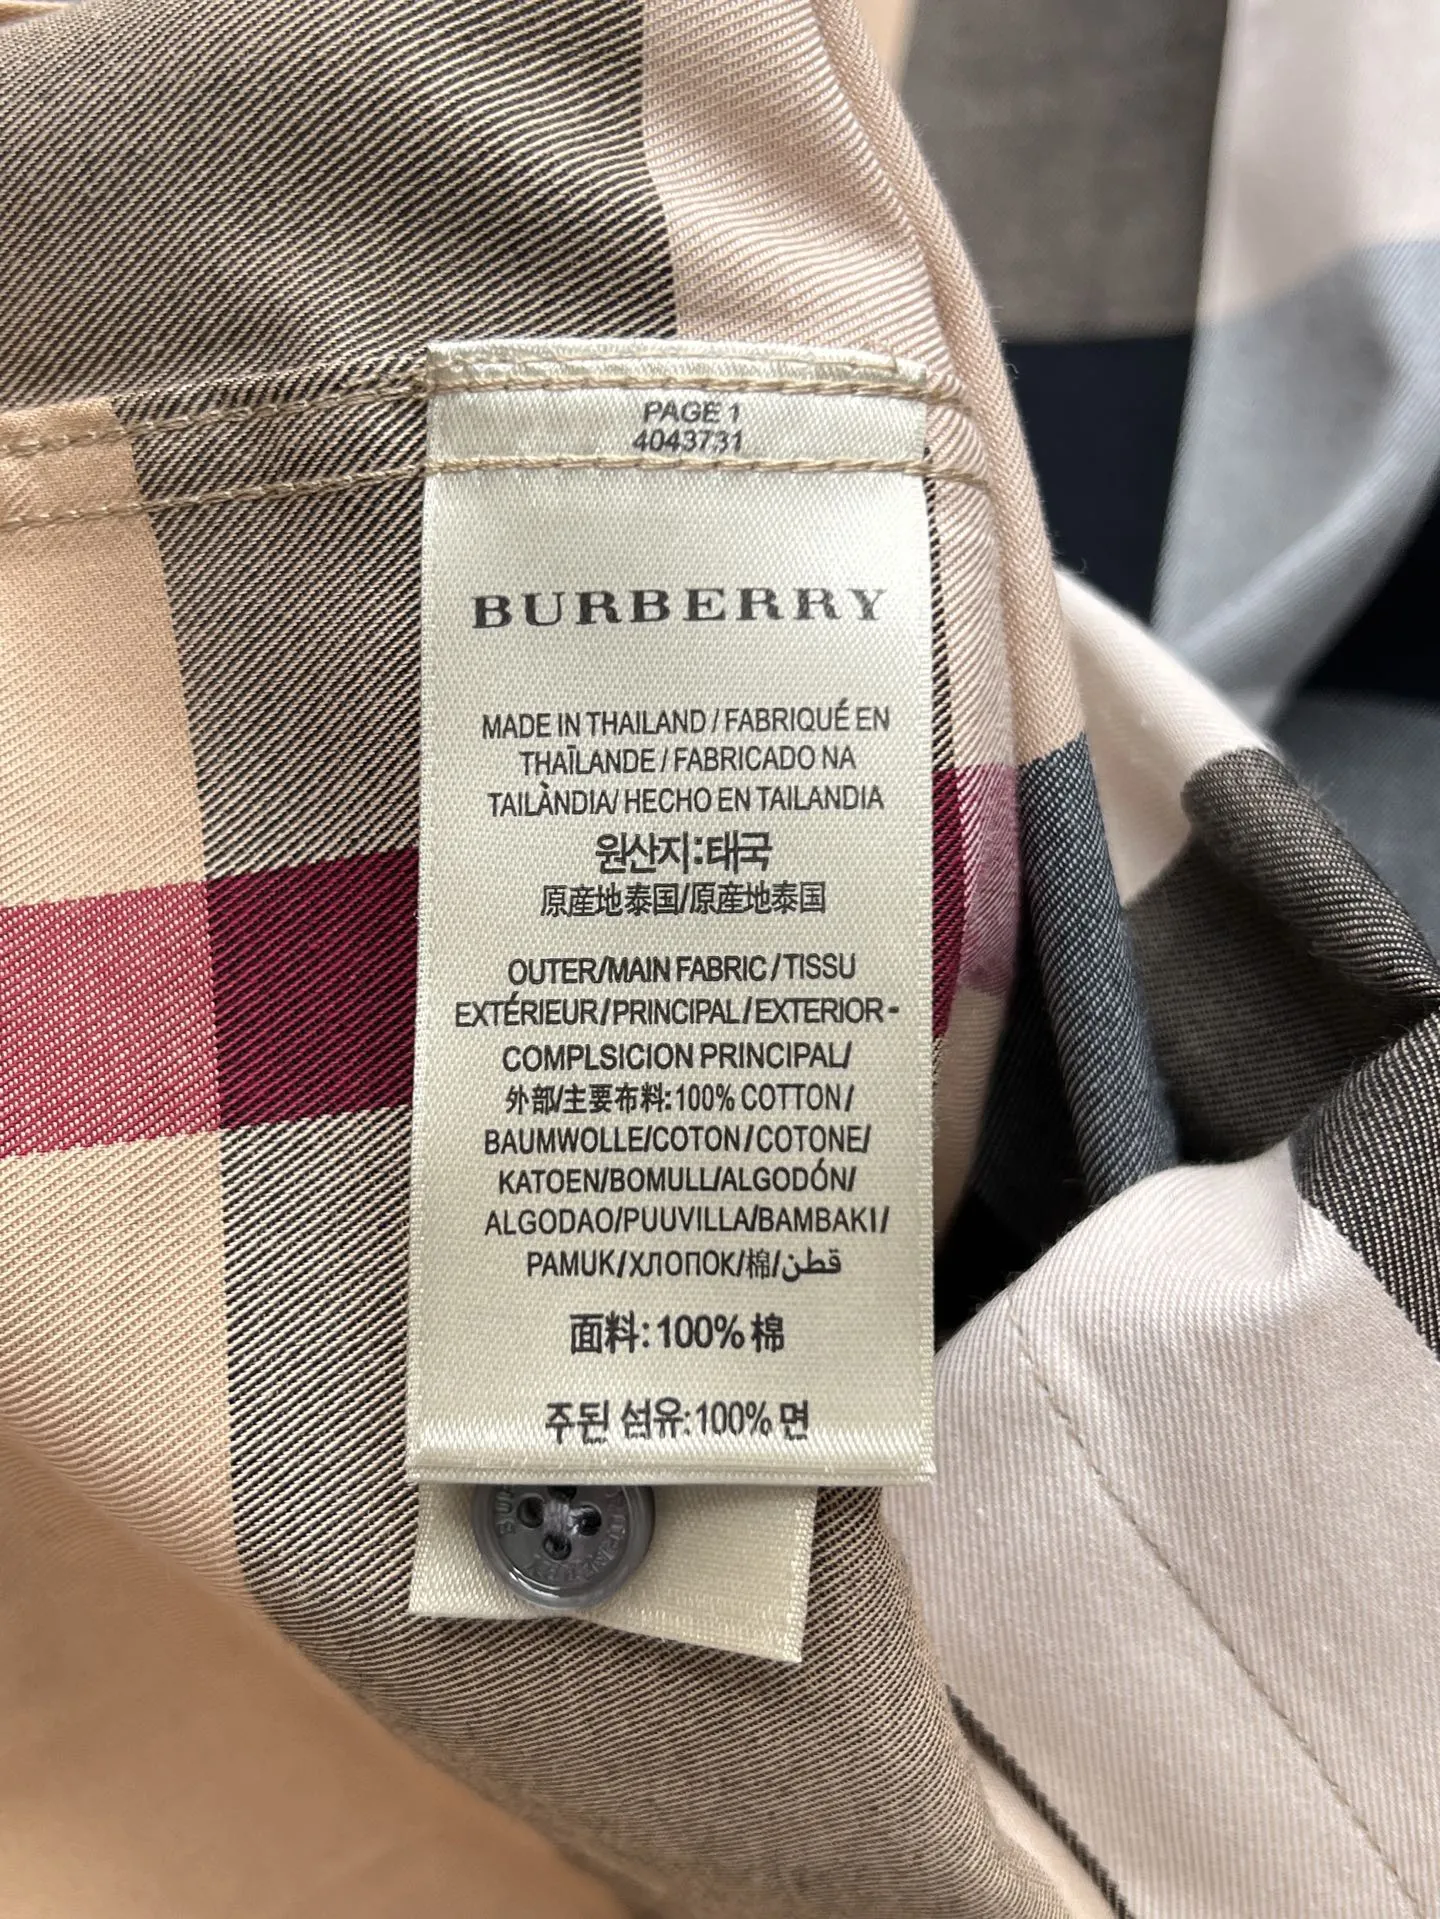 PAGE 1
4043731
BURBERRY
MADE IN THAILAND / FABRIQUÉ EN
THAÏLANDE / FABRICADO NA
TAILÀNDIA/ HECHO EN TAILANDIA
원산지:태국
原産地泰国/原産地泰国
OUTER/MAIN FABRIC / TISSU
EXTÉRIEUR/PRINCIPAL/EXTERIOR-
COMPLSICION PRINCIPAL/
外部/主要布料:100% COTTON/
BAUMWOLLE/COTON/COTONE/
KATOEN/BOMULL/ALGODÓN/
ALGODAO/PUUVILLA/BAMBAKI/
PAMUK/ХЛОПОК/棉/قطن
面料:100% 棉
주된 섬유:100% 면